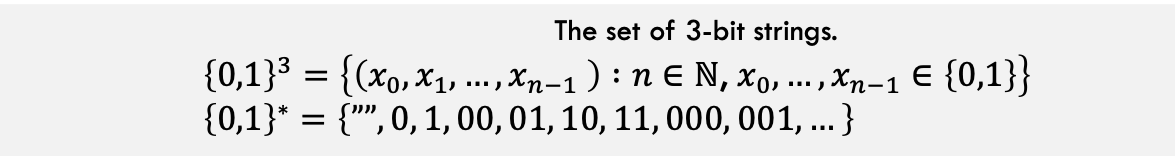 The set of 3-bit strings.
{0,1}³ = {(x₀, x₁, …, xₙ₋₁ ) : n ∈ ℕ, x₀, …, xₙ₋₁ ∈ {0,1}}
{0,1}* = {"", 0, 1, 00, 01, 10, 11, 000, 001, … }